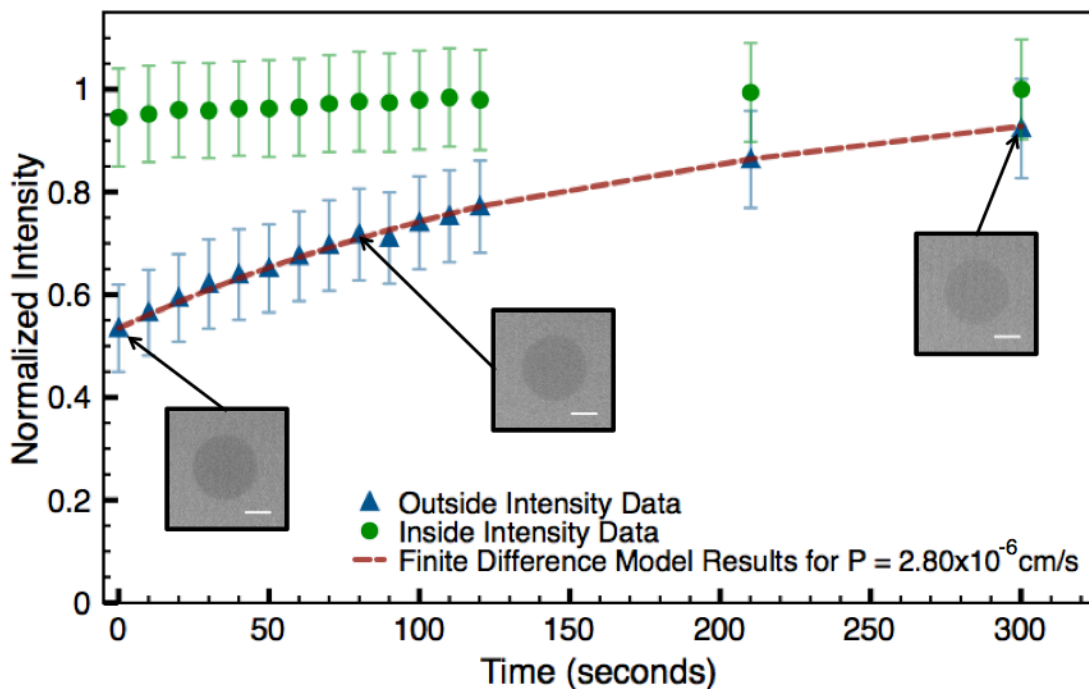 Normalized Intensity
1
0.8
0.6
0.4
0.2
0
Outside Intensity Data
Inside Intensity Data
Finite Difference Model Results for P = 2.80x10⁻⁶cm/s
0 50 100 150 200 250 300
Time (seconds)